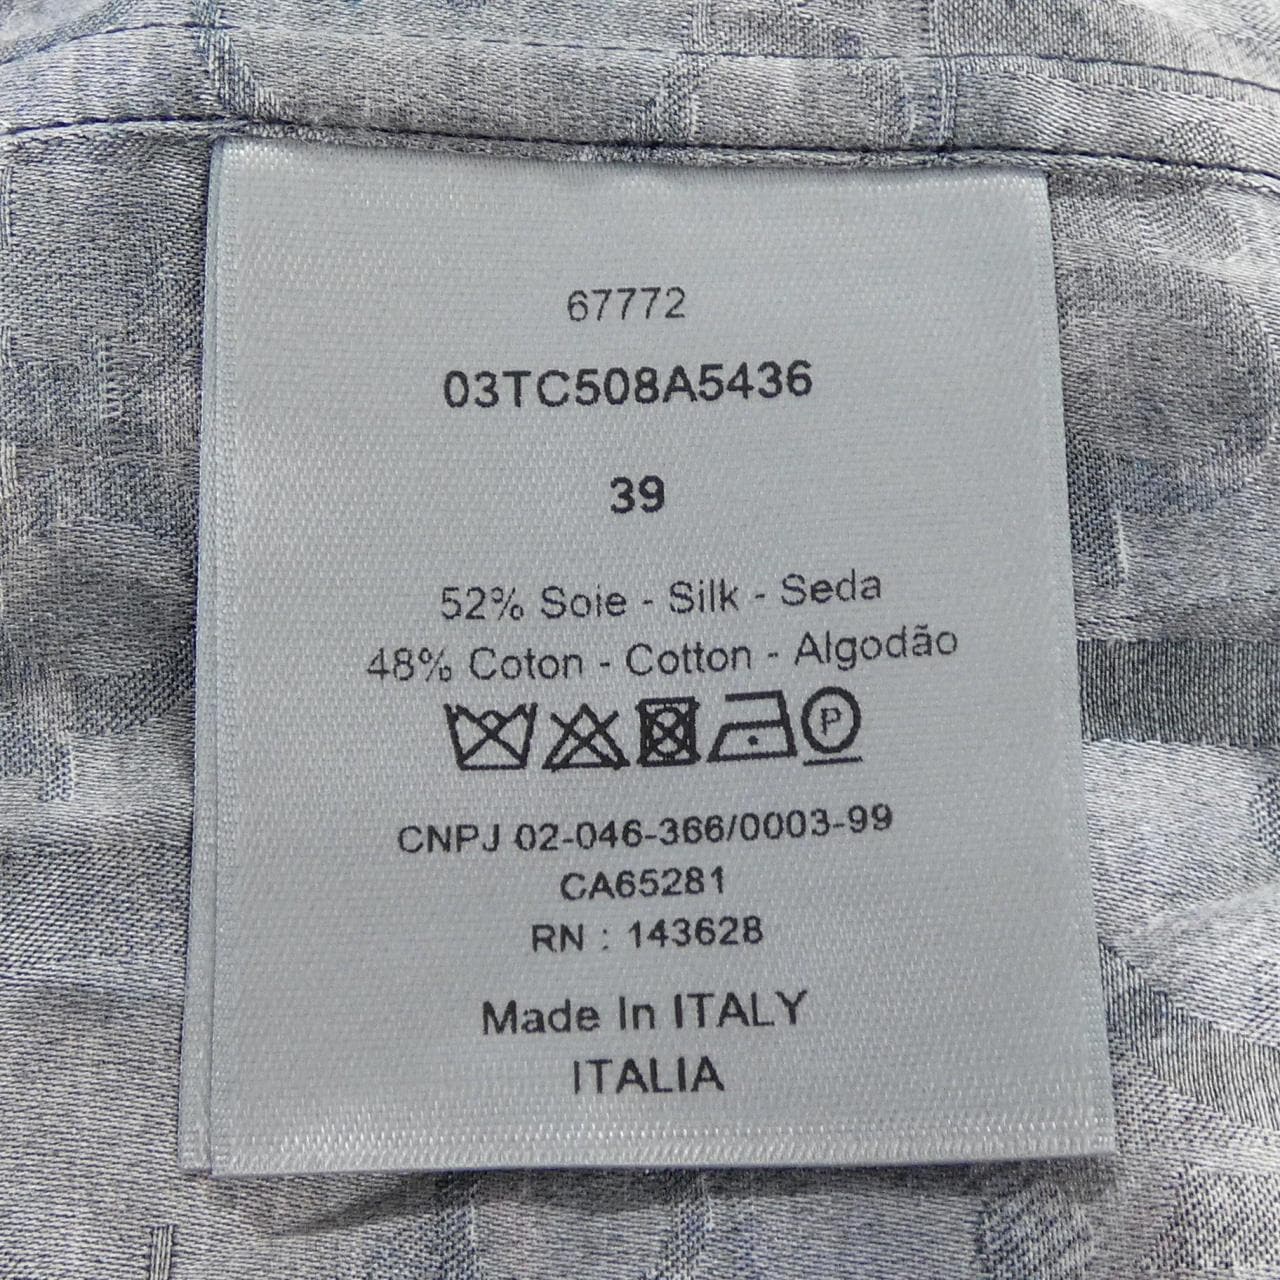 67772
03TC508A5436
39
52% Soie - Silk - Seda
48% Coton - Cotton - Algodão
P
CNPJ 02-046-366/0003-99
CA65281
RN : 143628
Made In ITALY
ITALIA